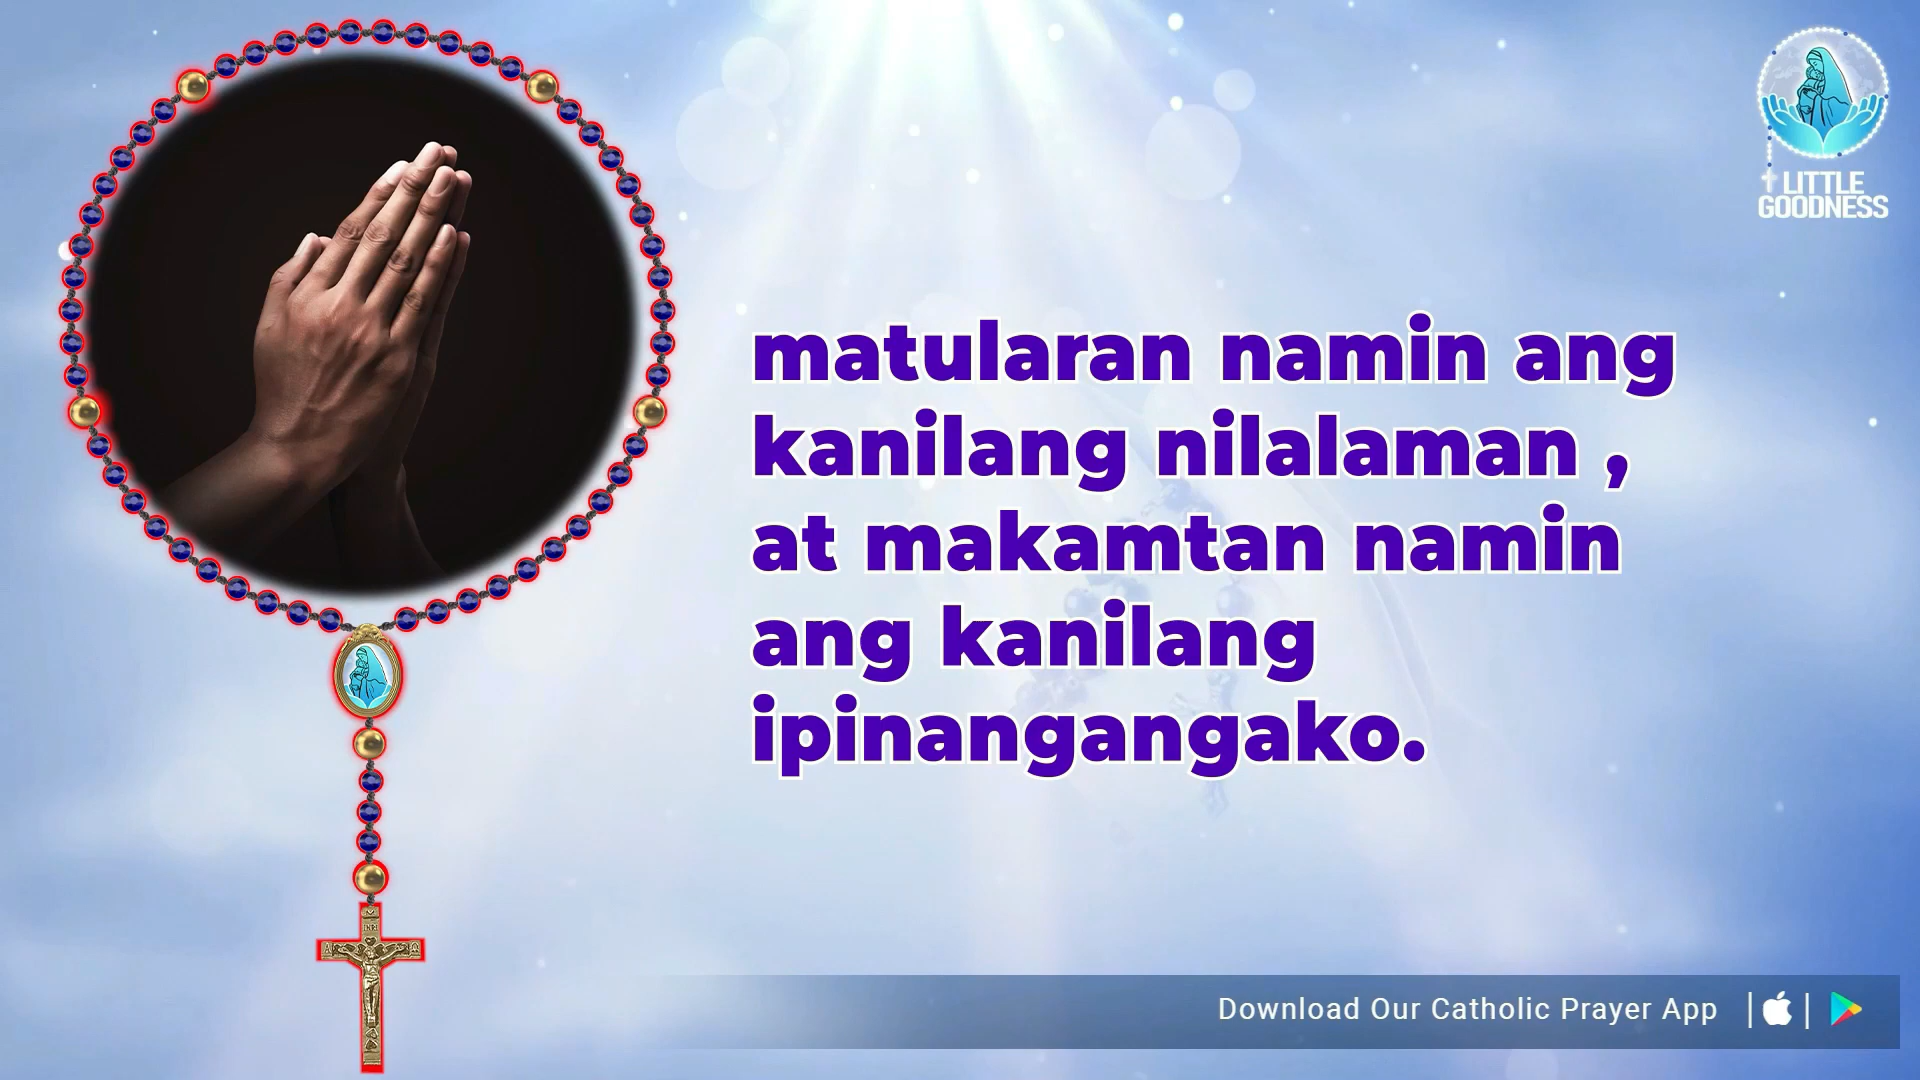 LITTLE
GOODNESS
matularan namin ang
kanilang nilalaman ,
at makamtan namin
ang kanilang
ipinangangako.
INRI
Download Our Catholic Prayer App